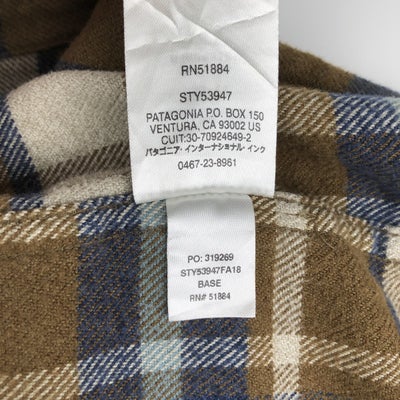 RN51884
STY53947
PATAGONIA P.O. BOX 150
VENTURA, CA 93002 US
CUIT:30-70924649-2
パタゴニア・インターナショナル・インク
0467-23-8961
PO: 319269
STY53947FA18
BASE
RN# 51884